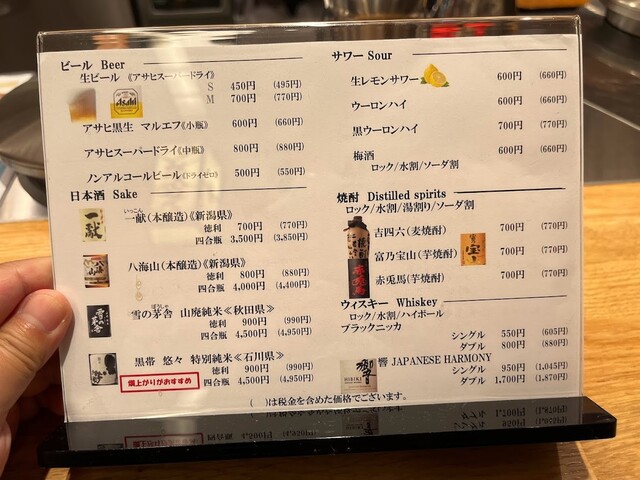 ビール Beer
生ビール 《アサヒスーパードライ》
S 450円 (495円)
M 700円 (770円)
アサヒ黒生 マルエフ《小瓶》 600円 (660円)
アサヒスーパードライ《中瓶》 800円 (880円)
ノンアルコールビール《ドライゼロ》 500円 (550円)
日本酒 Sake
いっこん
一献(本醸造)《新潟県》
徳利 700円 (770円)
四合瓶 3,500円 (3,850円)
八海山(本醸造)《新潟県》
徳利 800円 (880円)
四合瓶 4,000円 (4,400円)
雪の茅舎 山廃純米≪秋田県≫
徳利 900円 (990円)
四合瓶 4,500円 (4,950円)
黒帯 悠々 特別純米≪石川県≫
徳利 900円 (990円)
燗上がりがおすすめ
四合瓶 4,500円 (4,950円)
サワー Sour
生レモンサワー 600円 (660円)
ウーロンハイ 600円 (660円)
黒ウーロンハイ 700円 (770円)
梅酒 600円 (660円)
ロック/水割/ソーダ割
焼酎 Distilled spirits
ロック/水割/湯割り/ソーダ割
吉四六(麦焼酎) 700円 (770円)
富乃宝山(芋焼酎) 700円 (770円)
赤兎馬(芋焼酎) 700円 (770円)
ウィスキー Whiskey
ロック/水割/ハイボール
ブラックニッカ
シングル 550円 (605円)
ダブル 800円 (880円)
響 JAPANESE HARMONY
シングル 950円 (1,045円)
ダブル 1,700円 (1,870円)
( )は税金を含めた価格でございます。